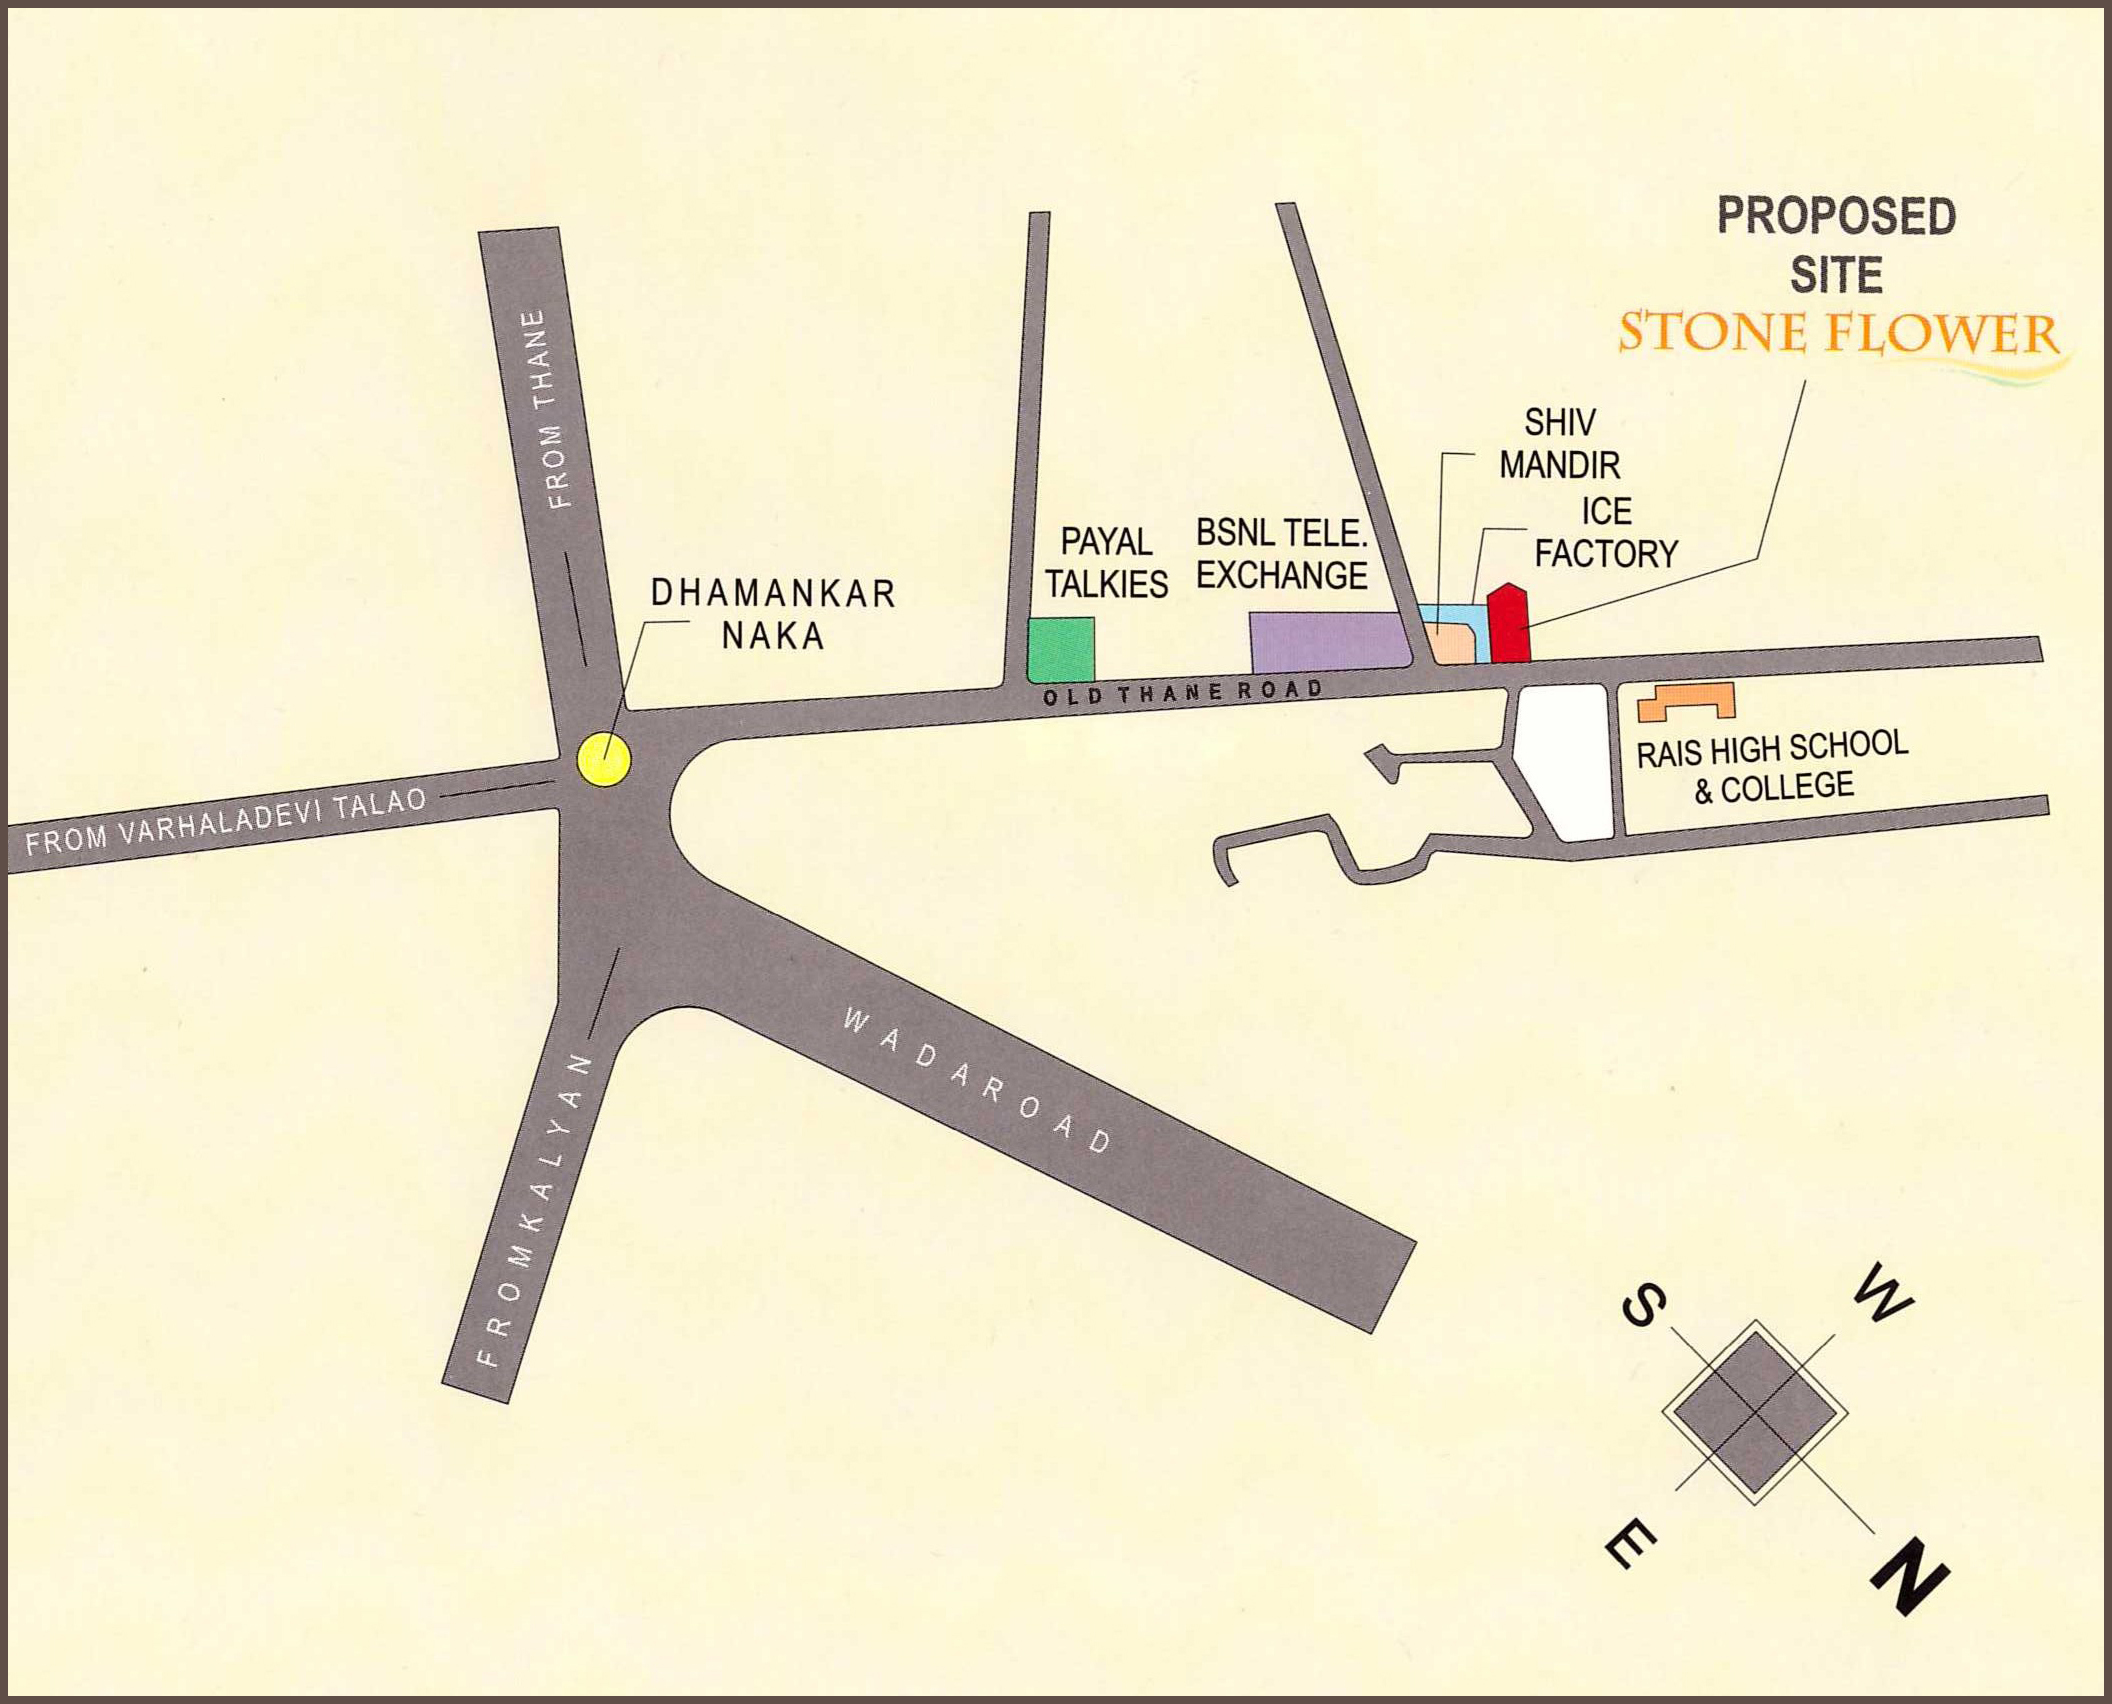 PROPOSED
SITE
STONE FLOWER
SHIV
MANDIR
ICE
FACTORY
FROM THANE
PAYAL
TALKIES
BSNL TELE.
EXCHANGE
DHAMANKAR
NAKA
OLD THANE ROAD
RAIS HIGH SCHOOL
& COLLEGE
FROM VARHALADEVI TALAO
WADAROAD
FROMKALYAN
S
W
E
N